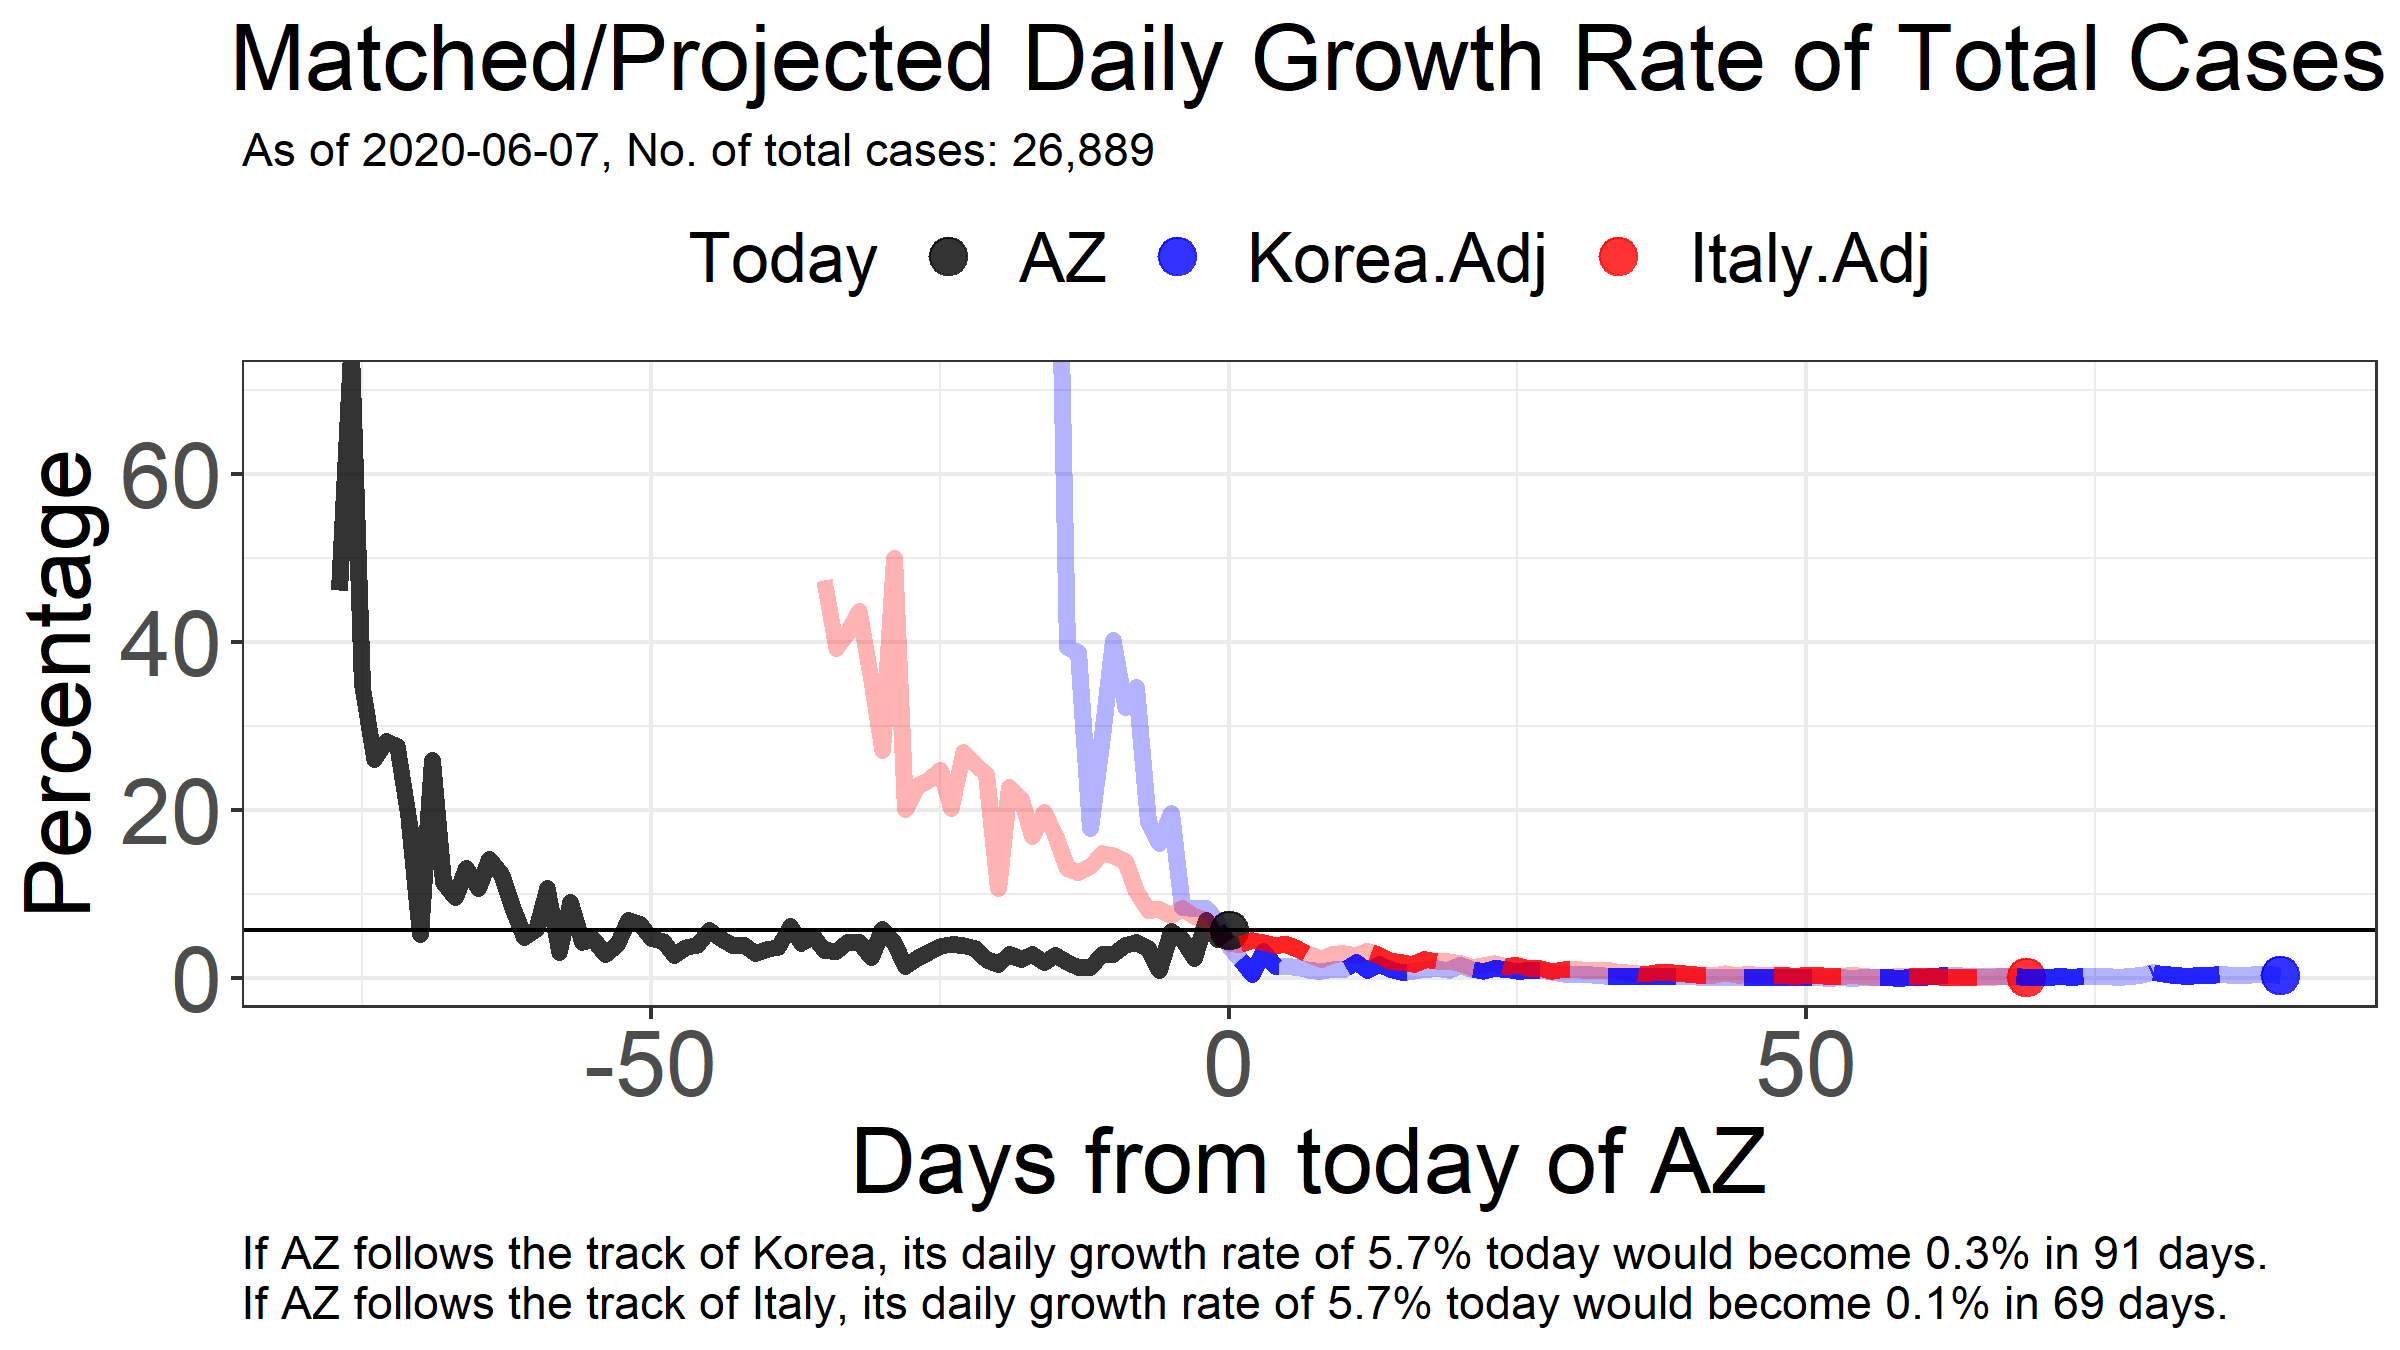 Matched/Projected Daily Growth Rate of Total Cases
As of 2020-06-07, No. of total cases: 26,889
Today AZ Korea.Adj Italy.Adj
Percentage
60
40
20
0
-50 0 50
Days from today of AZ
If AZ follows the track of Korea, its daily growth rate of 5.7% today would become 0.3% in 91 days.
If AZ follows the track of Italy, its daily growth rate of 5.7% today would become 0.1% in 69 days.